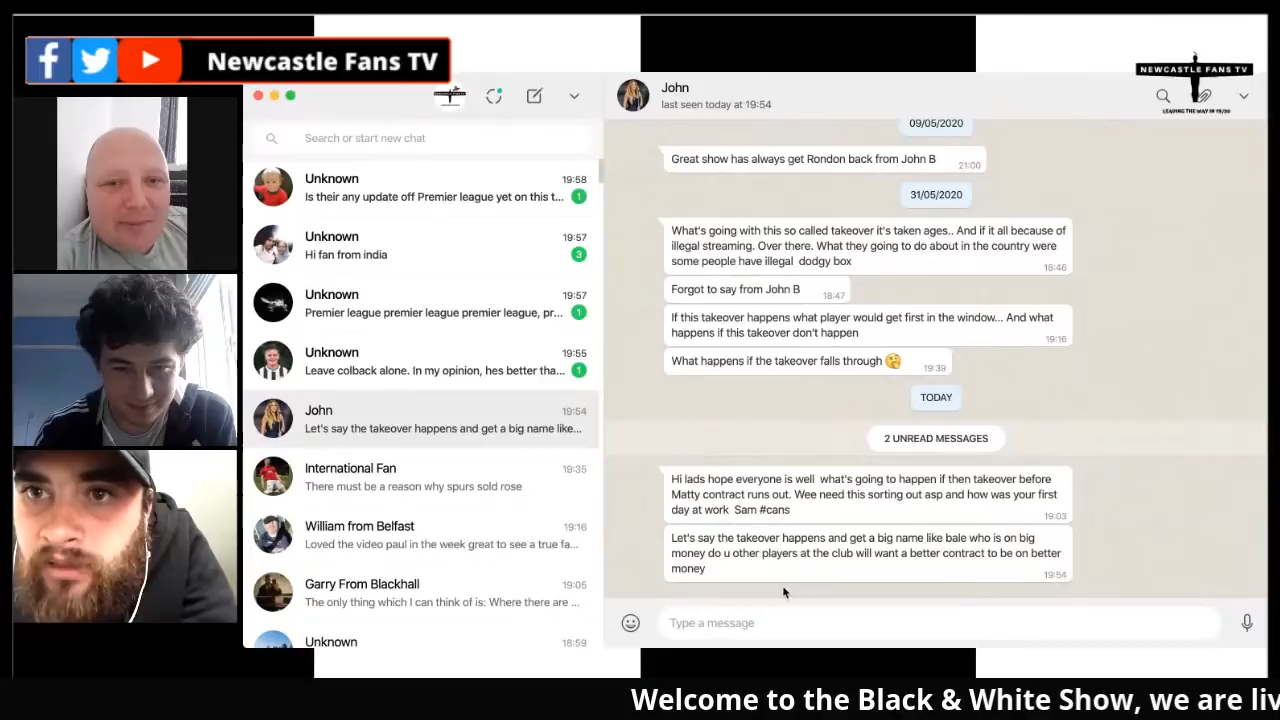 Newcastle Fans TV
NEWCASTLE FANS TV
LEADING THE WAY IN 19/20
Search or start new chat
Unknown
19:58
Is their any update off Premier league yet on this t...
1
Unknown
19:57
Hi fan from india
3
Unknown
19:57
Premier league premier league premier league, pr...
1
Unknown
19:55
Leave colback alone. In my opinion, hes better tha...
1
John
19:54
Let's say the takeover happens and get a big name like...
International Fan
19:35
There must be a reason why spurs sold rose
William from Belfast
19:16
Loved the video paul in the week great to see a true fa...
Garry From Blackhall
19:05
The only thing which I can think of is: Where there are ...
Unknown
18:59
John
last seen today at 19:54
09/05/2020
Great show has always get Rondon back from John B
21:00
31/05/2020
What's going with this so called takeover it's taken ages.. And if it all because of
illegal streaming. Over there. What they going to do about in the country were
some people have illegal dodgy box
18:46
Forgot to say from John B
18:47
If this takeover happens what player would get first in the window... And what
happens if this takeover don't happen
19:16
What happens if the takeover falls through 🤔
19:39
TODAY
2 UNREAD MESSAGES
Hi lads hope everyone is well what's going to happen if then takeover before
Matty contract runs out. Wee need this sorting out asp and how was your first
day at work Sam #cans
19:03
Let's say the takeover happens and get a big name like bale who is on big
money do u other players at the club will want a better contract to be on better
money
19:54
Type a message
Welcome to the Black & White Show, we are liv